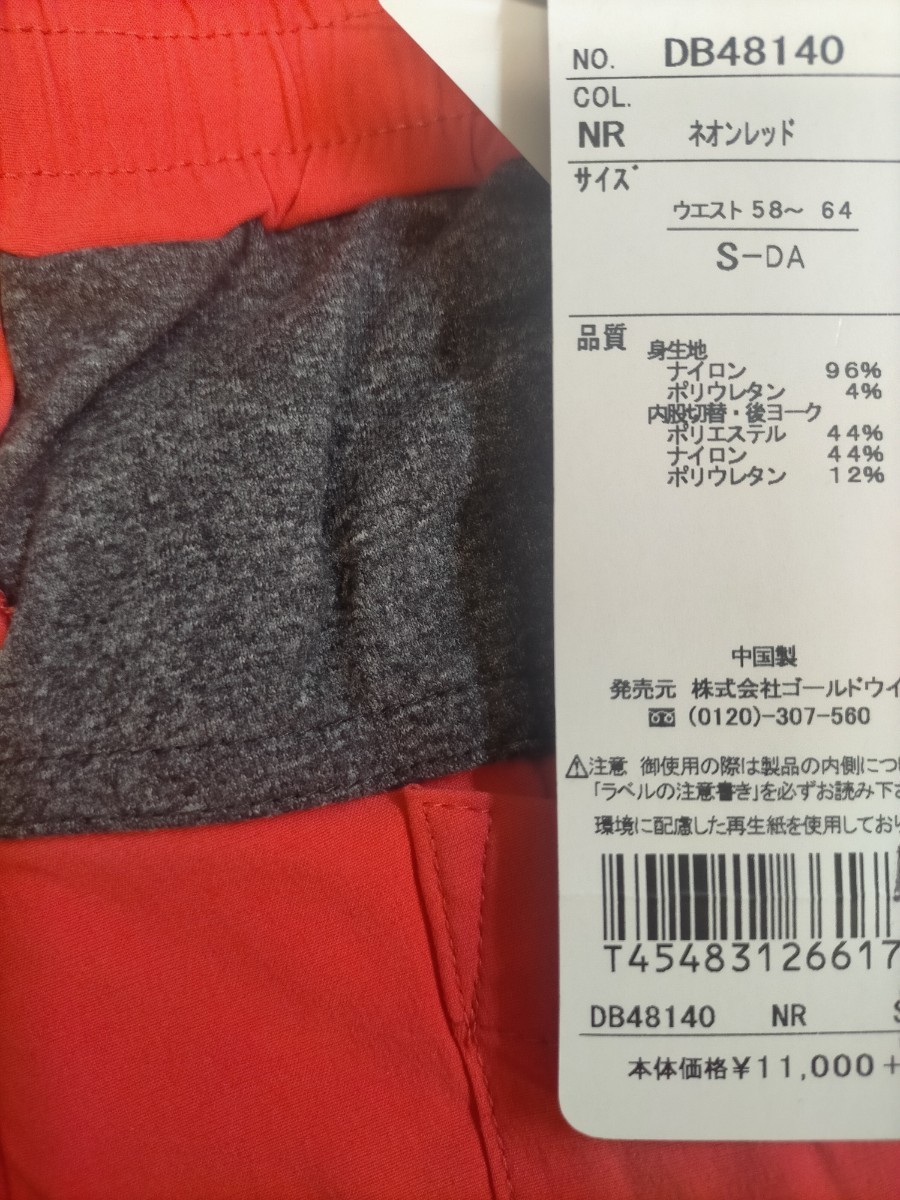 NO. DB48140
COL.
NR ネオンレッド
サイズ
ウエスト 58～ 64
S-DA
品質
身生地
ナイロン 96%
ポリウレタン 4%
内股切替・後ヨーク
ポリエステル 44%
ナイロン 44%
ポリウレタン 12%
中国製
発売元 株式会社ゴールドウイ
(0120)-307-560
⚠注意 御使用の際は製品の内側につ
「ラベルの注意書き」を必ずお読み下さ
環境に配慮した再生紙を使用しており
T45483126617
DB48140 NR S
本体価格¥11,000+